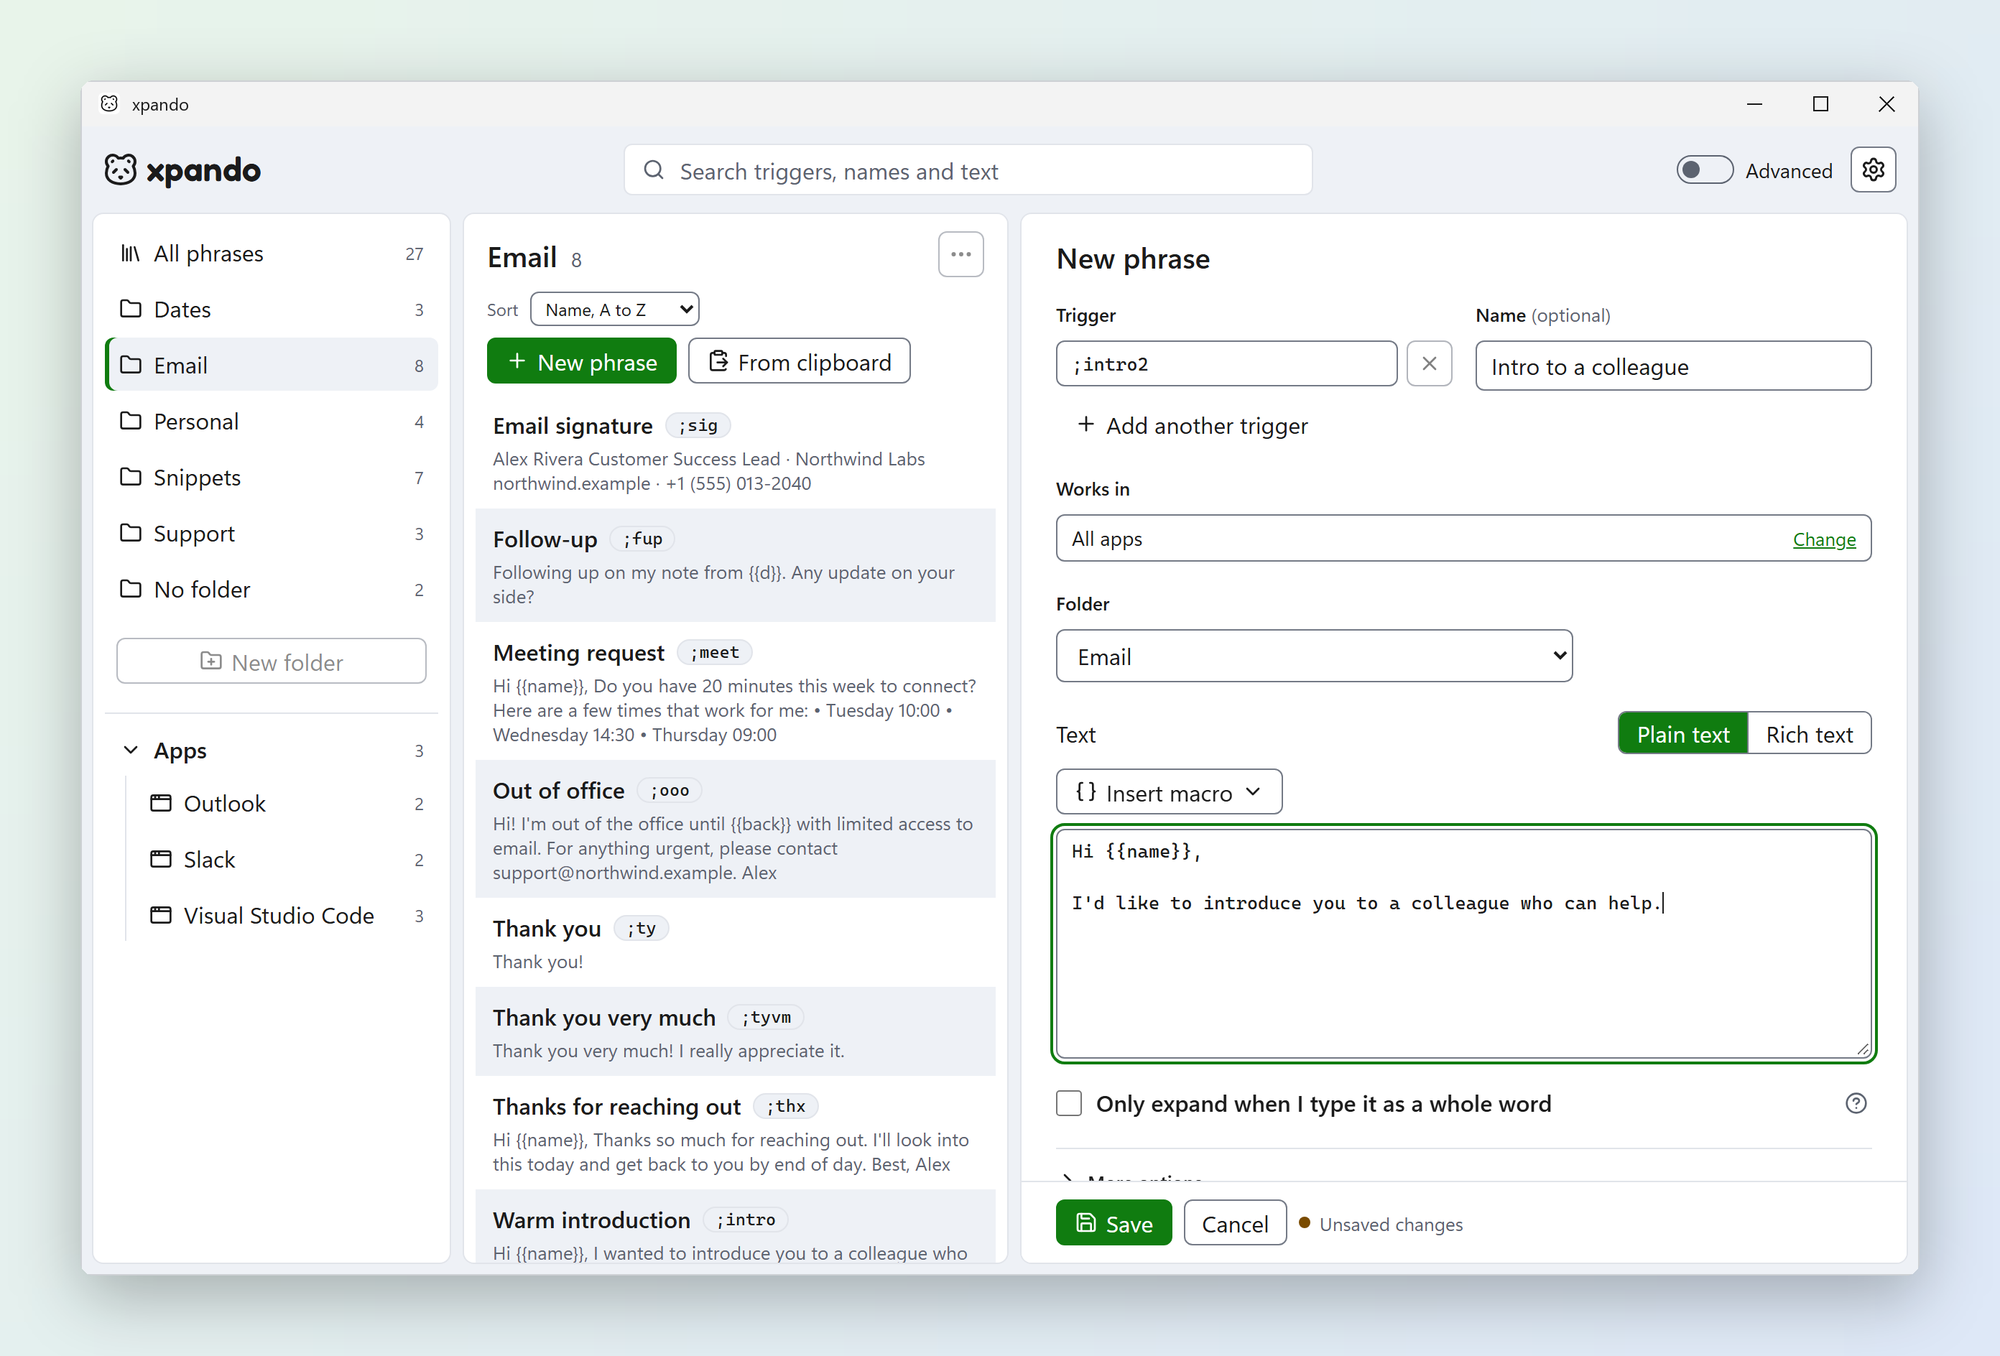 xpando
xpando
Search triggers, names and text
Advanced
All phrases 27
Dates 3
Email 8
Personal 4
Snippets 7
Support 3
No folder 2
New folder
Apps 3
Outlook 2
Slack 2
Visual Studio Code 3
Email 8
Sort Name, A to Z
+ New phrase
From clipboard
Email signature ;sig
Alex Rivera Customer Success Lead · Northwind Labs
northwind.example · +1 (555) 013-2040
Follow-up ;fup
Following up on my note from {{d}}. Any update on your
side?
Meeting request ;meet
Hi {{name}}, Do you have 20 minutes this week to connect?
Here are a few times that work for me: • Tuesday 10:00 •
Wednesday 14:30 • Thursday 09:00
Out of office ;ooo
Hi! I'm out of the office until {{back}} with limited access to
email. For anything urgent, please contact
support@northwind.example. Alex
Thank you ;ty
Thank you!
Thank you very much ;tyvm
Thank you very much! I really appreciate it.
Thanks for reaching out ;thx
Hi {{name}}, Thanks so much for reaching out. I'll look into
this today and get back to you by end of day. Best, Alex
Warm introduction ;intro
Hi {{name}}, I wanted to introduce you to a colleague who
New phrase
Trigger
;intro2
Name (optional)
Intro to a colleague
+ Add another trigger
Works in
All apps Change
Folder
Email
Text
Plain text Rich text
{} Insert macro
Hi {{name}},
I'd like to introduce you to a colleague who can help.
Only expand when I type it as a whole word
More options
Save Cancel Unsaved changes